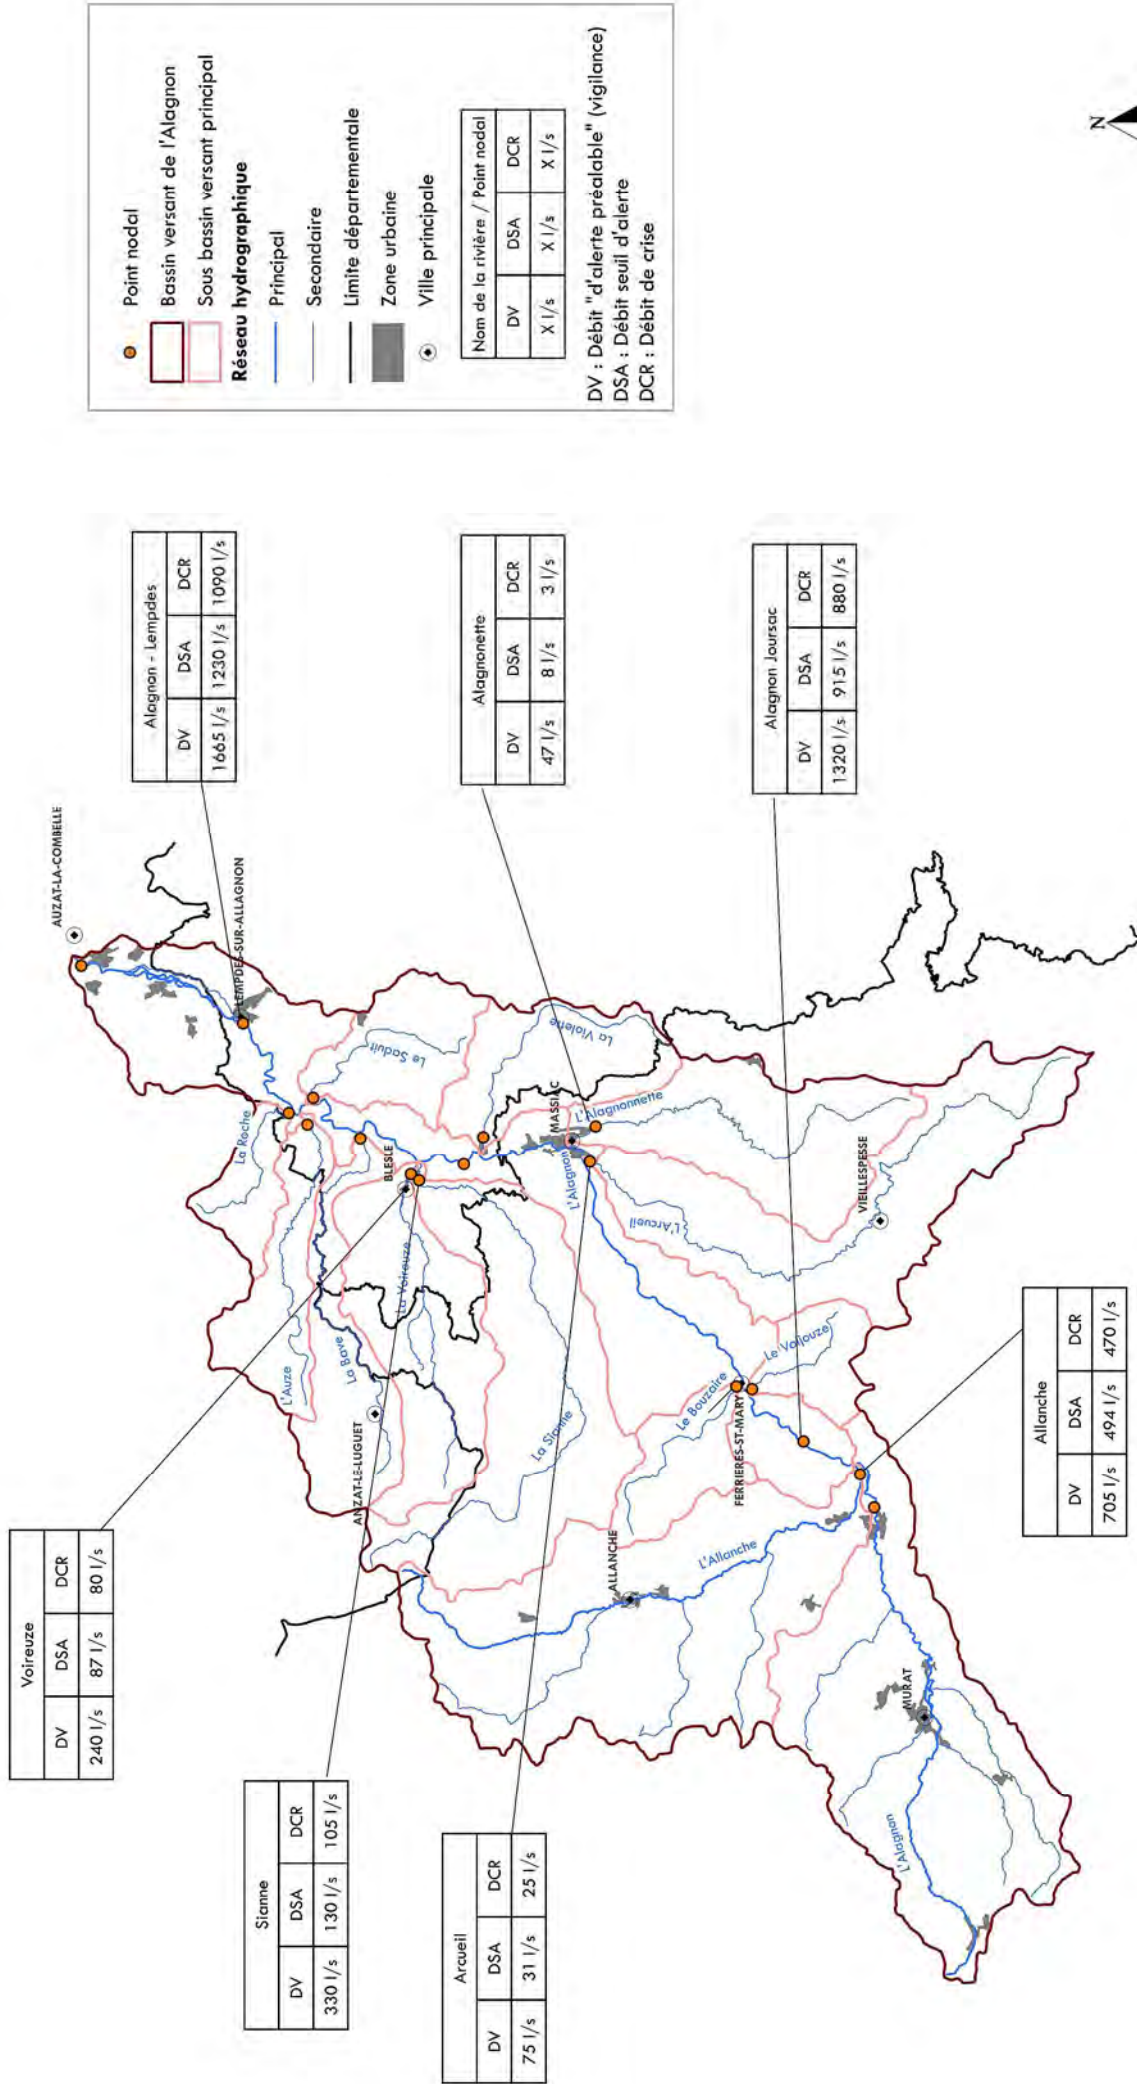 Point nodal
Bassin versant de l'Alagnon
Sous bassin versant principal
Réseau hydrographique
Principal
Secondaire
Limite départementale
Zone urbaine
Ville principale
Nom de la rivière / Point nodal
DV DSA DCR
X l/s X l/s X l/s
DV : Débit "d'alerte préalable" (vigilance)
DSA : Débit seuil d'alerte
DCR : Débit de crise
N
Voireuze
DV DSA DCR
240 l/s 87 l/s 80 l/s
Sianne
DV DSA DCR
330 l/s 130 l/s 105 l/s
Arcueil
DV DSA DCR
75 l/s 31 l/s 25 l/s
Alagnon - Lempdes
DV DSA DCR
1665 l/s 1230 l/s 1090 l/s
Alagnonette
DV DSA DCR
47 l/s 8 l/s 3 l/s
Alagnon Joursac
DV DSA DCR
1320 l/s 915 l/s 880 l/s
Allanche
DV DSA DCR
705 l/s 494 l/s 470 l/s
AUZAT-LA-COMBELLE
LEMPDES-SUR-ALLAGNON
La Roche
Le Saduit
L'Auze
BLESLE
La Bave
La Voireuze
ANZAT-LE-LUGUET
La Violette
La Sianne
MASSIAC
L'Alagnon
L'Alagnonnette
L'Arcueil
VIEILLESPESSE
ALLANCHE
L'Allanche
Le Bouzaire
FERRIERES-ST-MARY
Le Valjouze
MURAT
L'Alagnon